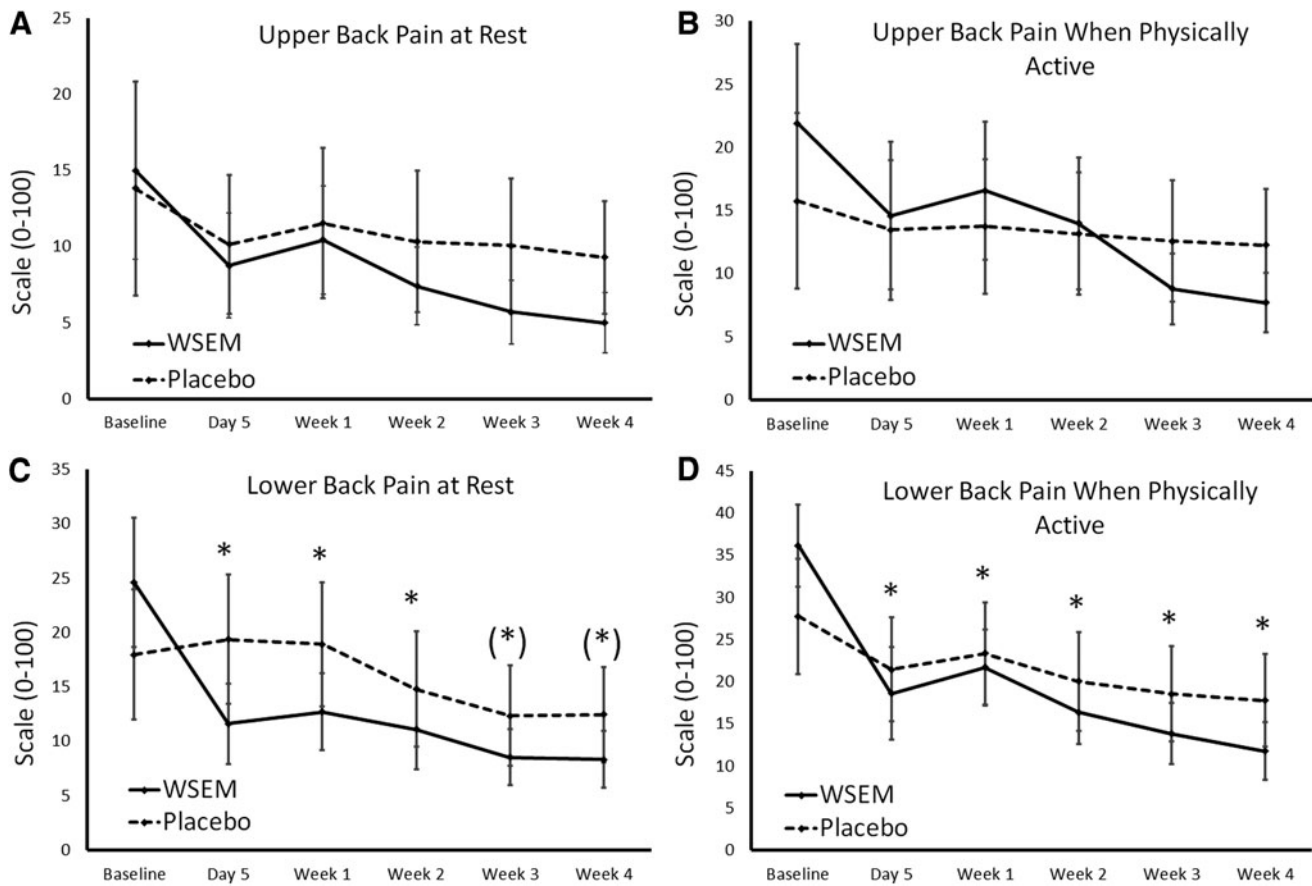 A
Upper Back Pain at Rest
Scale (0-100)
25
20
15
10
5
0
WSEM
Placebo
Baseline Day 5 Week 1 Week 2 Week 3 Week 4
B
Upper Back Pain When Physically
Active
Scale (0-100)
30
25
20
15
10
5
0
WSEM
Placebo
Baseline Day 5 Week 1 Week 2 Week 3 Week 4
C
Lower Back Pain at Rest
Scale (0-100)
35
30
25
20
15
10
5
0
* * * (*) (*)
WSEM
Placebo
Baseline Day 5 Week 1 Week 2 Week 3 Week 4
D
Lower Back Pain When Physically
Active
Scale (0-100)
45
40
35
30
25
20
15
10
5
0
* * * * *
WSEM
Placebo
Baseline Day 5 Week 1 Week 2 Week 3 Week 4